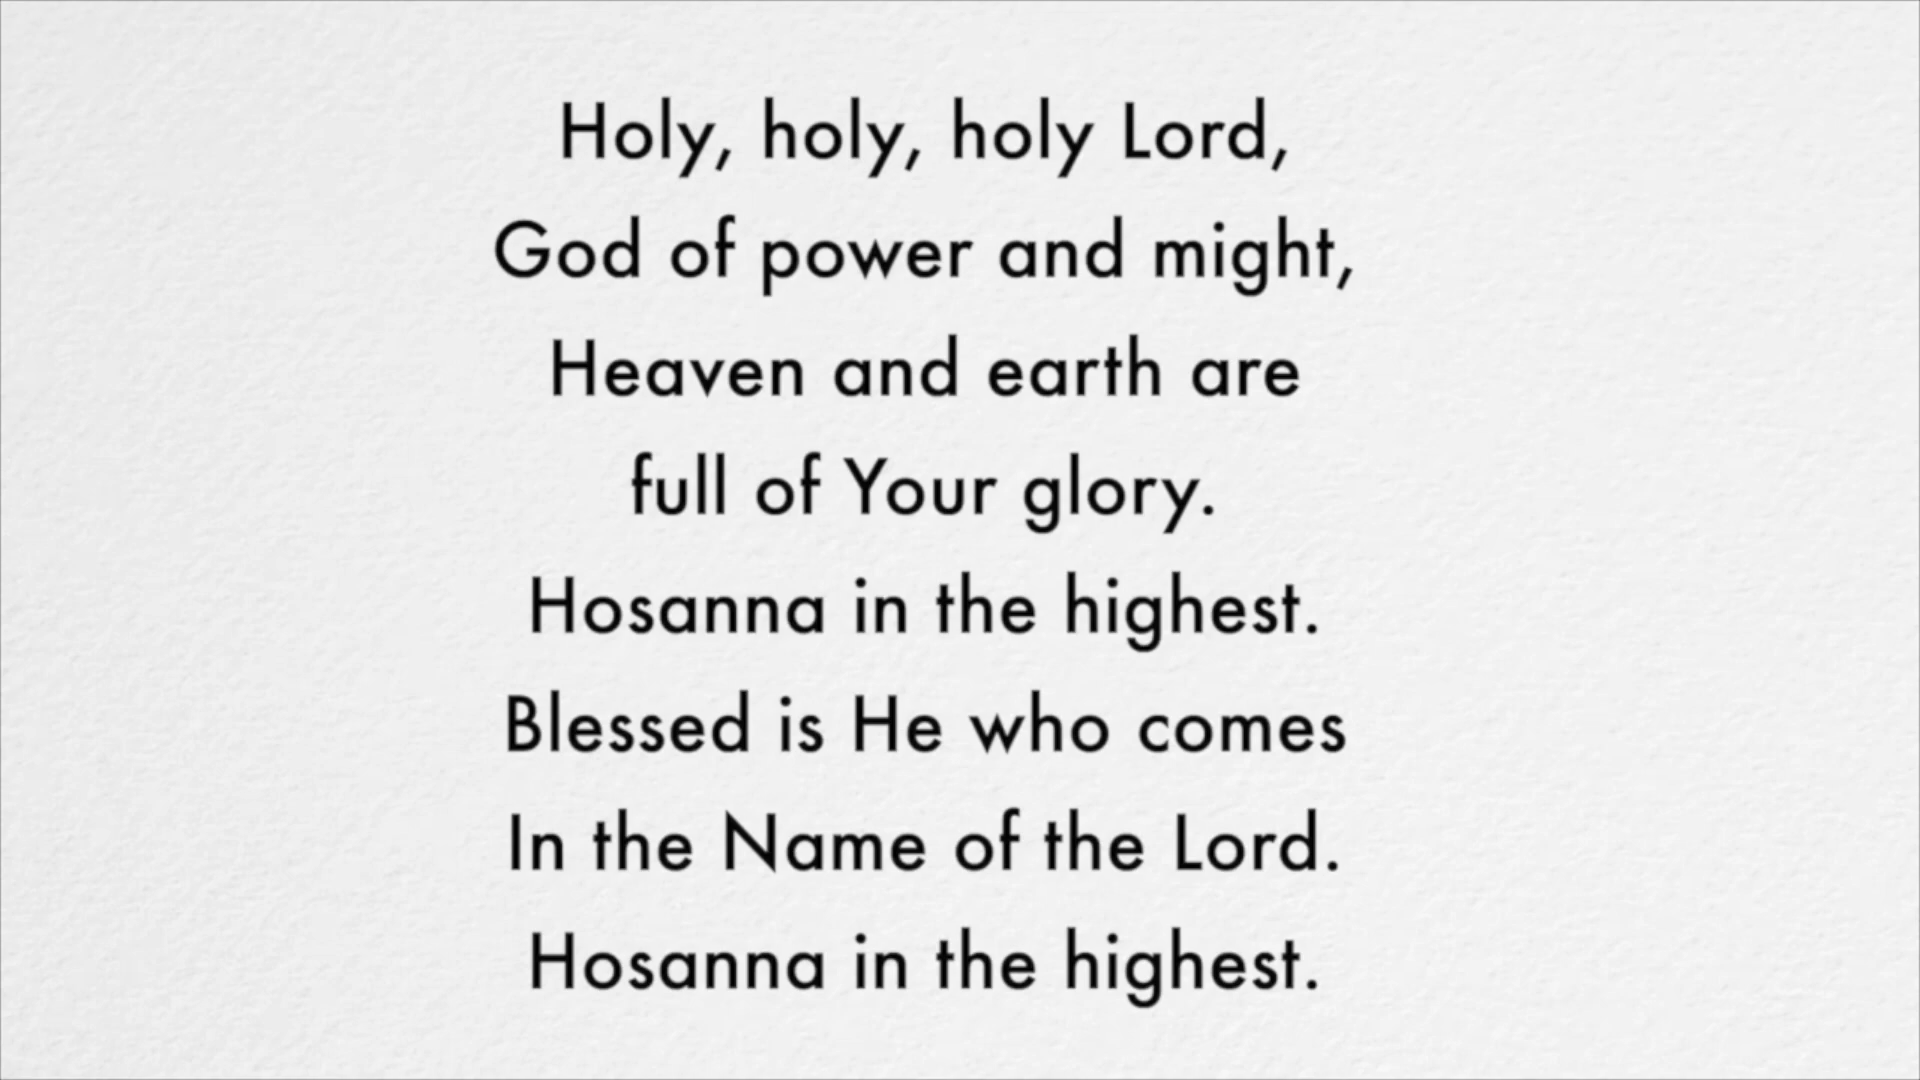 Holy, holy, holy Lord,
God of power and might,
Heaven and earth are
full of Your glory.
Hosanna in the highest.
Blessed is He who comes
In the Name of the Lord.
Hosanna in the highest.